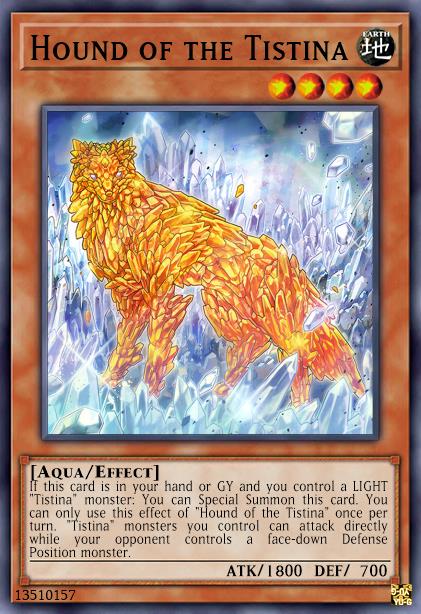 Hound of the Tistina
EARTH
地
[Aqua/Effect]
If this card is in your hand or GY and you control a LIGHT
"Tistina" monster: You can Special Summon this card. You
can only use this effect of "Hound of the Tistina" once per
turn. "Tistina" monsters you control can attack directly
while your opponent controls a face-down Defense
Position monster.
ATK/1800 DEF/ 700
13510157